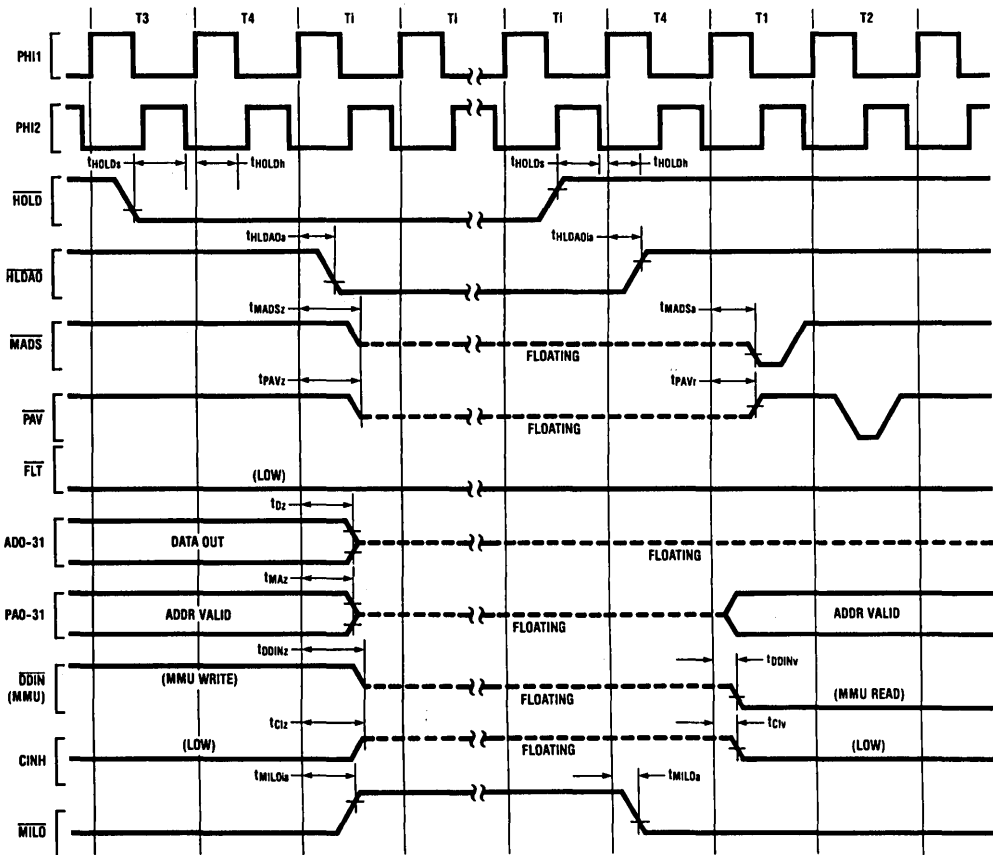 T3 T4 Ti Ti Ti T4 T1 T2
PHI1
PHI2
tHOLDs tHOLDh tHOLDs tHOLDh
HOLD
tHLDAOa tHLDAOia
HLDAO
tMADSz tMADSa
MADS
FLOATING
tPAVz tPAVr
PAV
FLOATING
FLT
(LOW)
tDz
AD0-31
DATA OUT
FLOATING
tMAz
PA0-31
ADDR VALID
FLOATING
ADDR VALID
tDDINz tDDINv
DDIN
(MMU)
(MMU WRITE)
FLOATING
(MMU READ)
tCIz tCIv
CINH
(LOW)
FLOATING
(LOW)
tMILOia tMILOa
MILO